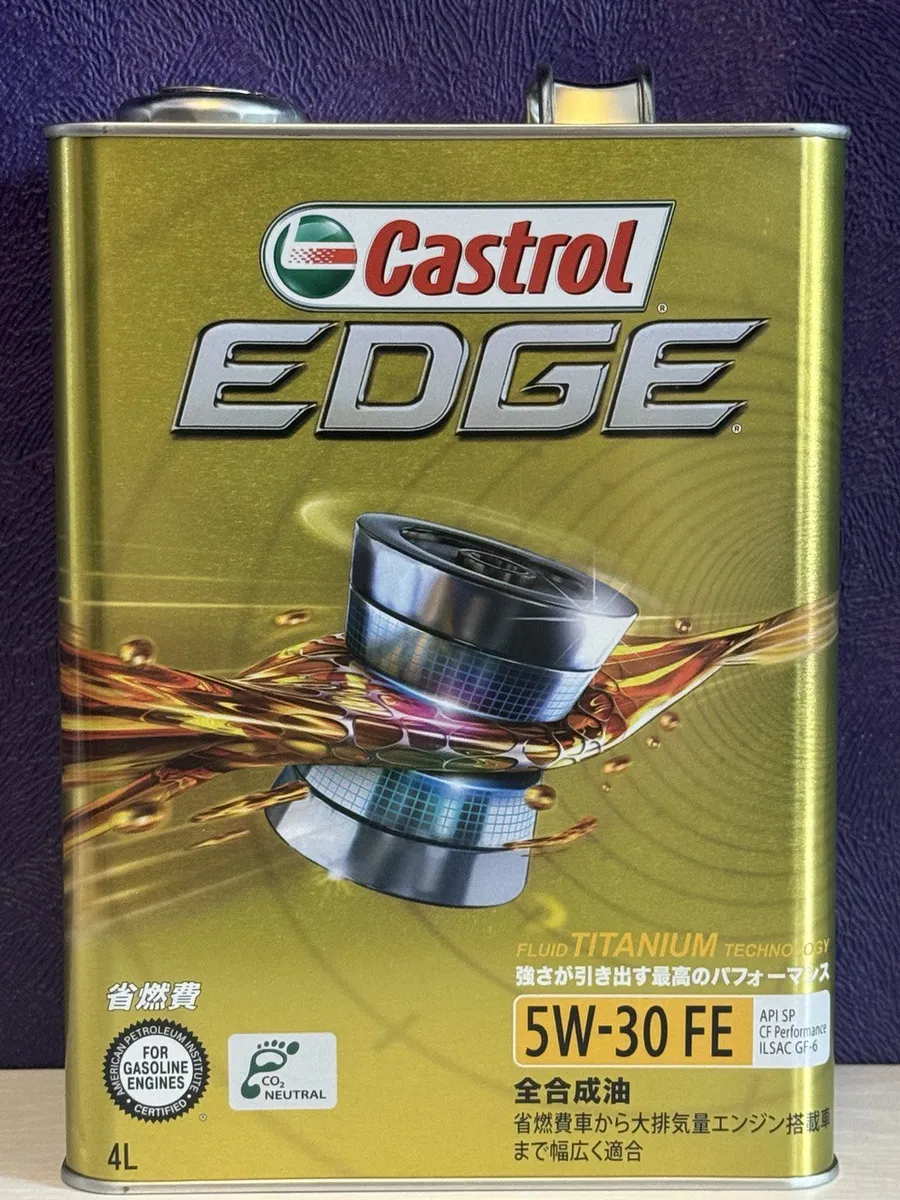 Castrol
®
EDGE
®
FLUID TITANIUM TECHNOLOGY
強さが引き出す最高のパフォーマンス
5W-30 FE
API SP
CF Performance
ILSAC GF-6
全合成油
省燃費車から大排気量エンジン搭載車
まで幅広く適合
省燃費
AMERICAN PETROLEUM INSTITUTE
FOR
GASOLINE
ENGINES
CERTIFIED
®
CO₂
NEUTRAL
4L